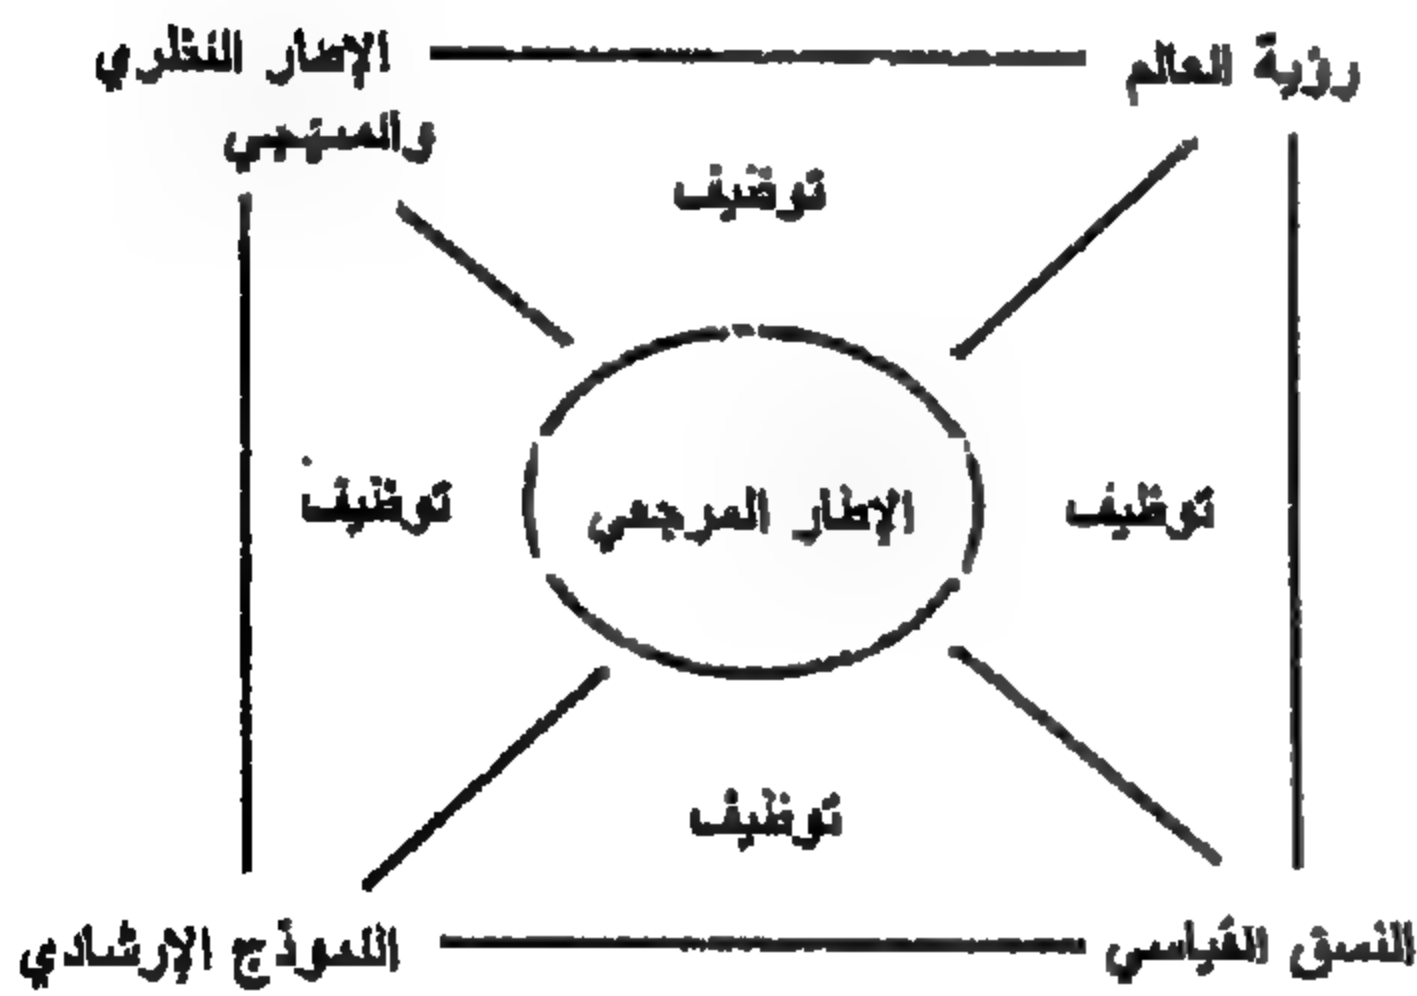 رؤية العالم
الإطار النظري
والمنهجي
توظيف
توظيف
الإطار المرجعي
توظيف
توظيف
النسق القياسي
النموذج الإرشادي